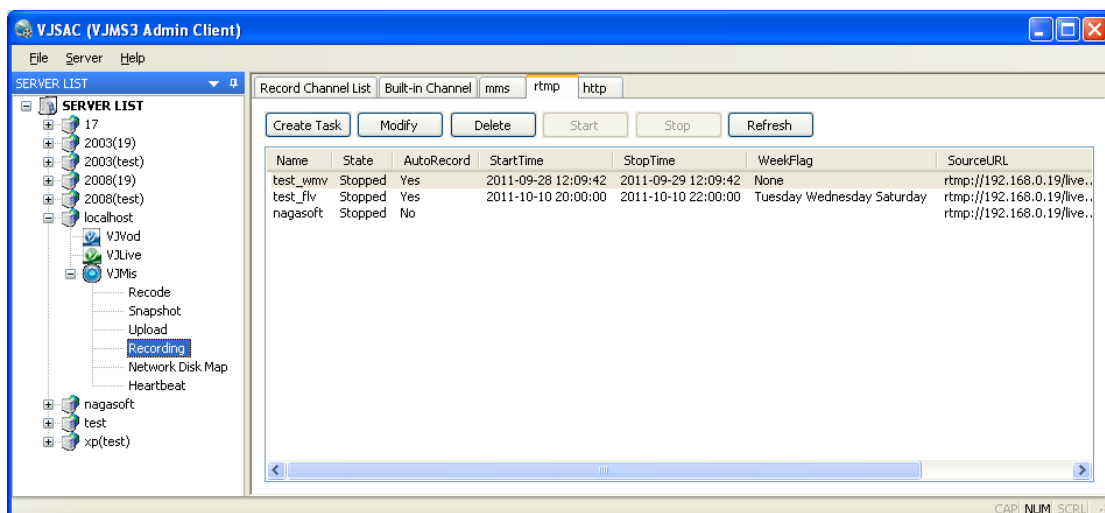 VJSAC (VJMS3 Admin Client)
File Server Help
SERVER LIST
SERVER LIST
17
2003(19)
2003(test)
2008(19)
2008(test)
localhost
VJVod
VJLive
VJMis
Recode
Snapshot
Upload
Recording
Network Disk Map
Heartbeat
nagasoft
test
xp(test)
Record Channel List Built-in Channel mms rtmp http
Create Task Modify Delete Start Stop Refresh
Name State AutoRecord StartTime StopTime WeekFlag SourceURL
test_wmv Stopped Yes 2011-09-28 12:09:42 2011-09-29 12:09:42 None rtmp://192.168.0.19/live..
test_flv Stopped Yes 2011-10-10 20:00:00 2011-10-10 22:00:00 Tuesday Wednesday Saturday rtmp://192.168.0.19/live..
nagasoft Stopped No rtmp://192.168.0.19/live..
CAP NUM SCRL